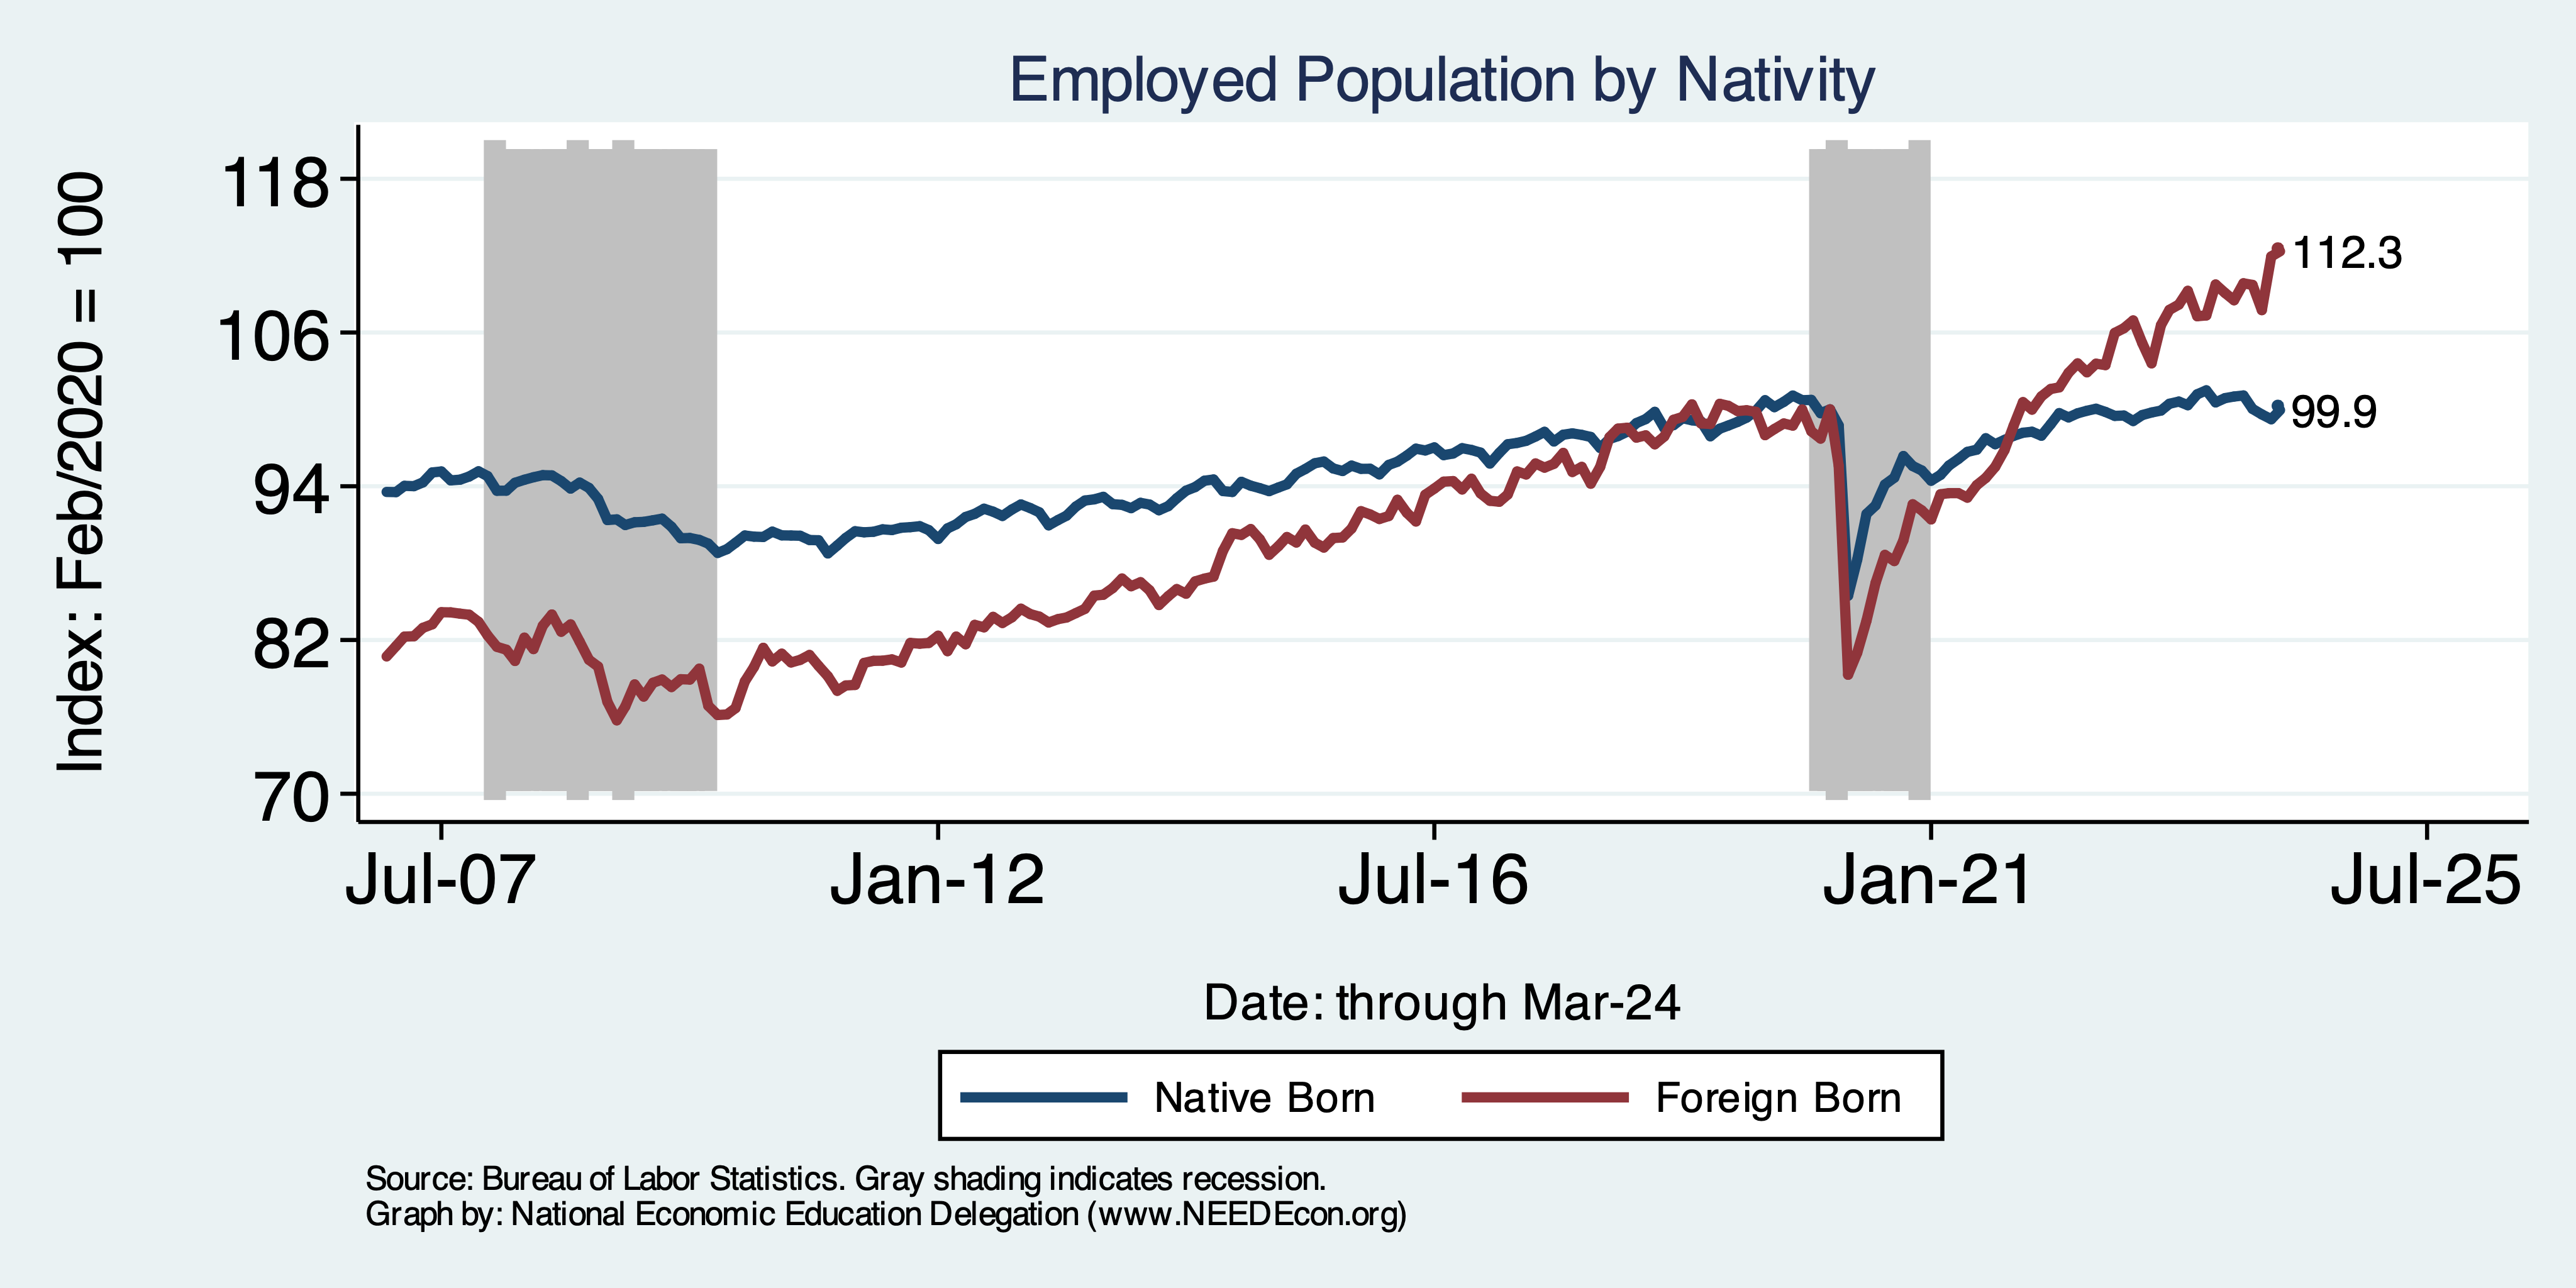 Employed Population by Nativity
Index: Feb/2020 = 100
118
106
94
82
70
112.3
99.9
Jul-07 Jan-12 Jul-16 Jan-21 Jul-25
Date: through Mar-24
Native Born Foreign Born
Source: Bureau of Labor Statistics. Gray shading indicates recession.
Graph by: National Economic Education Delegation (www.NEEDEcon.org)